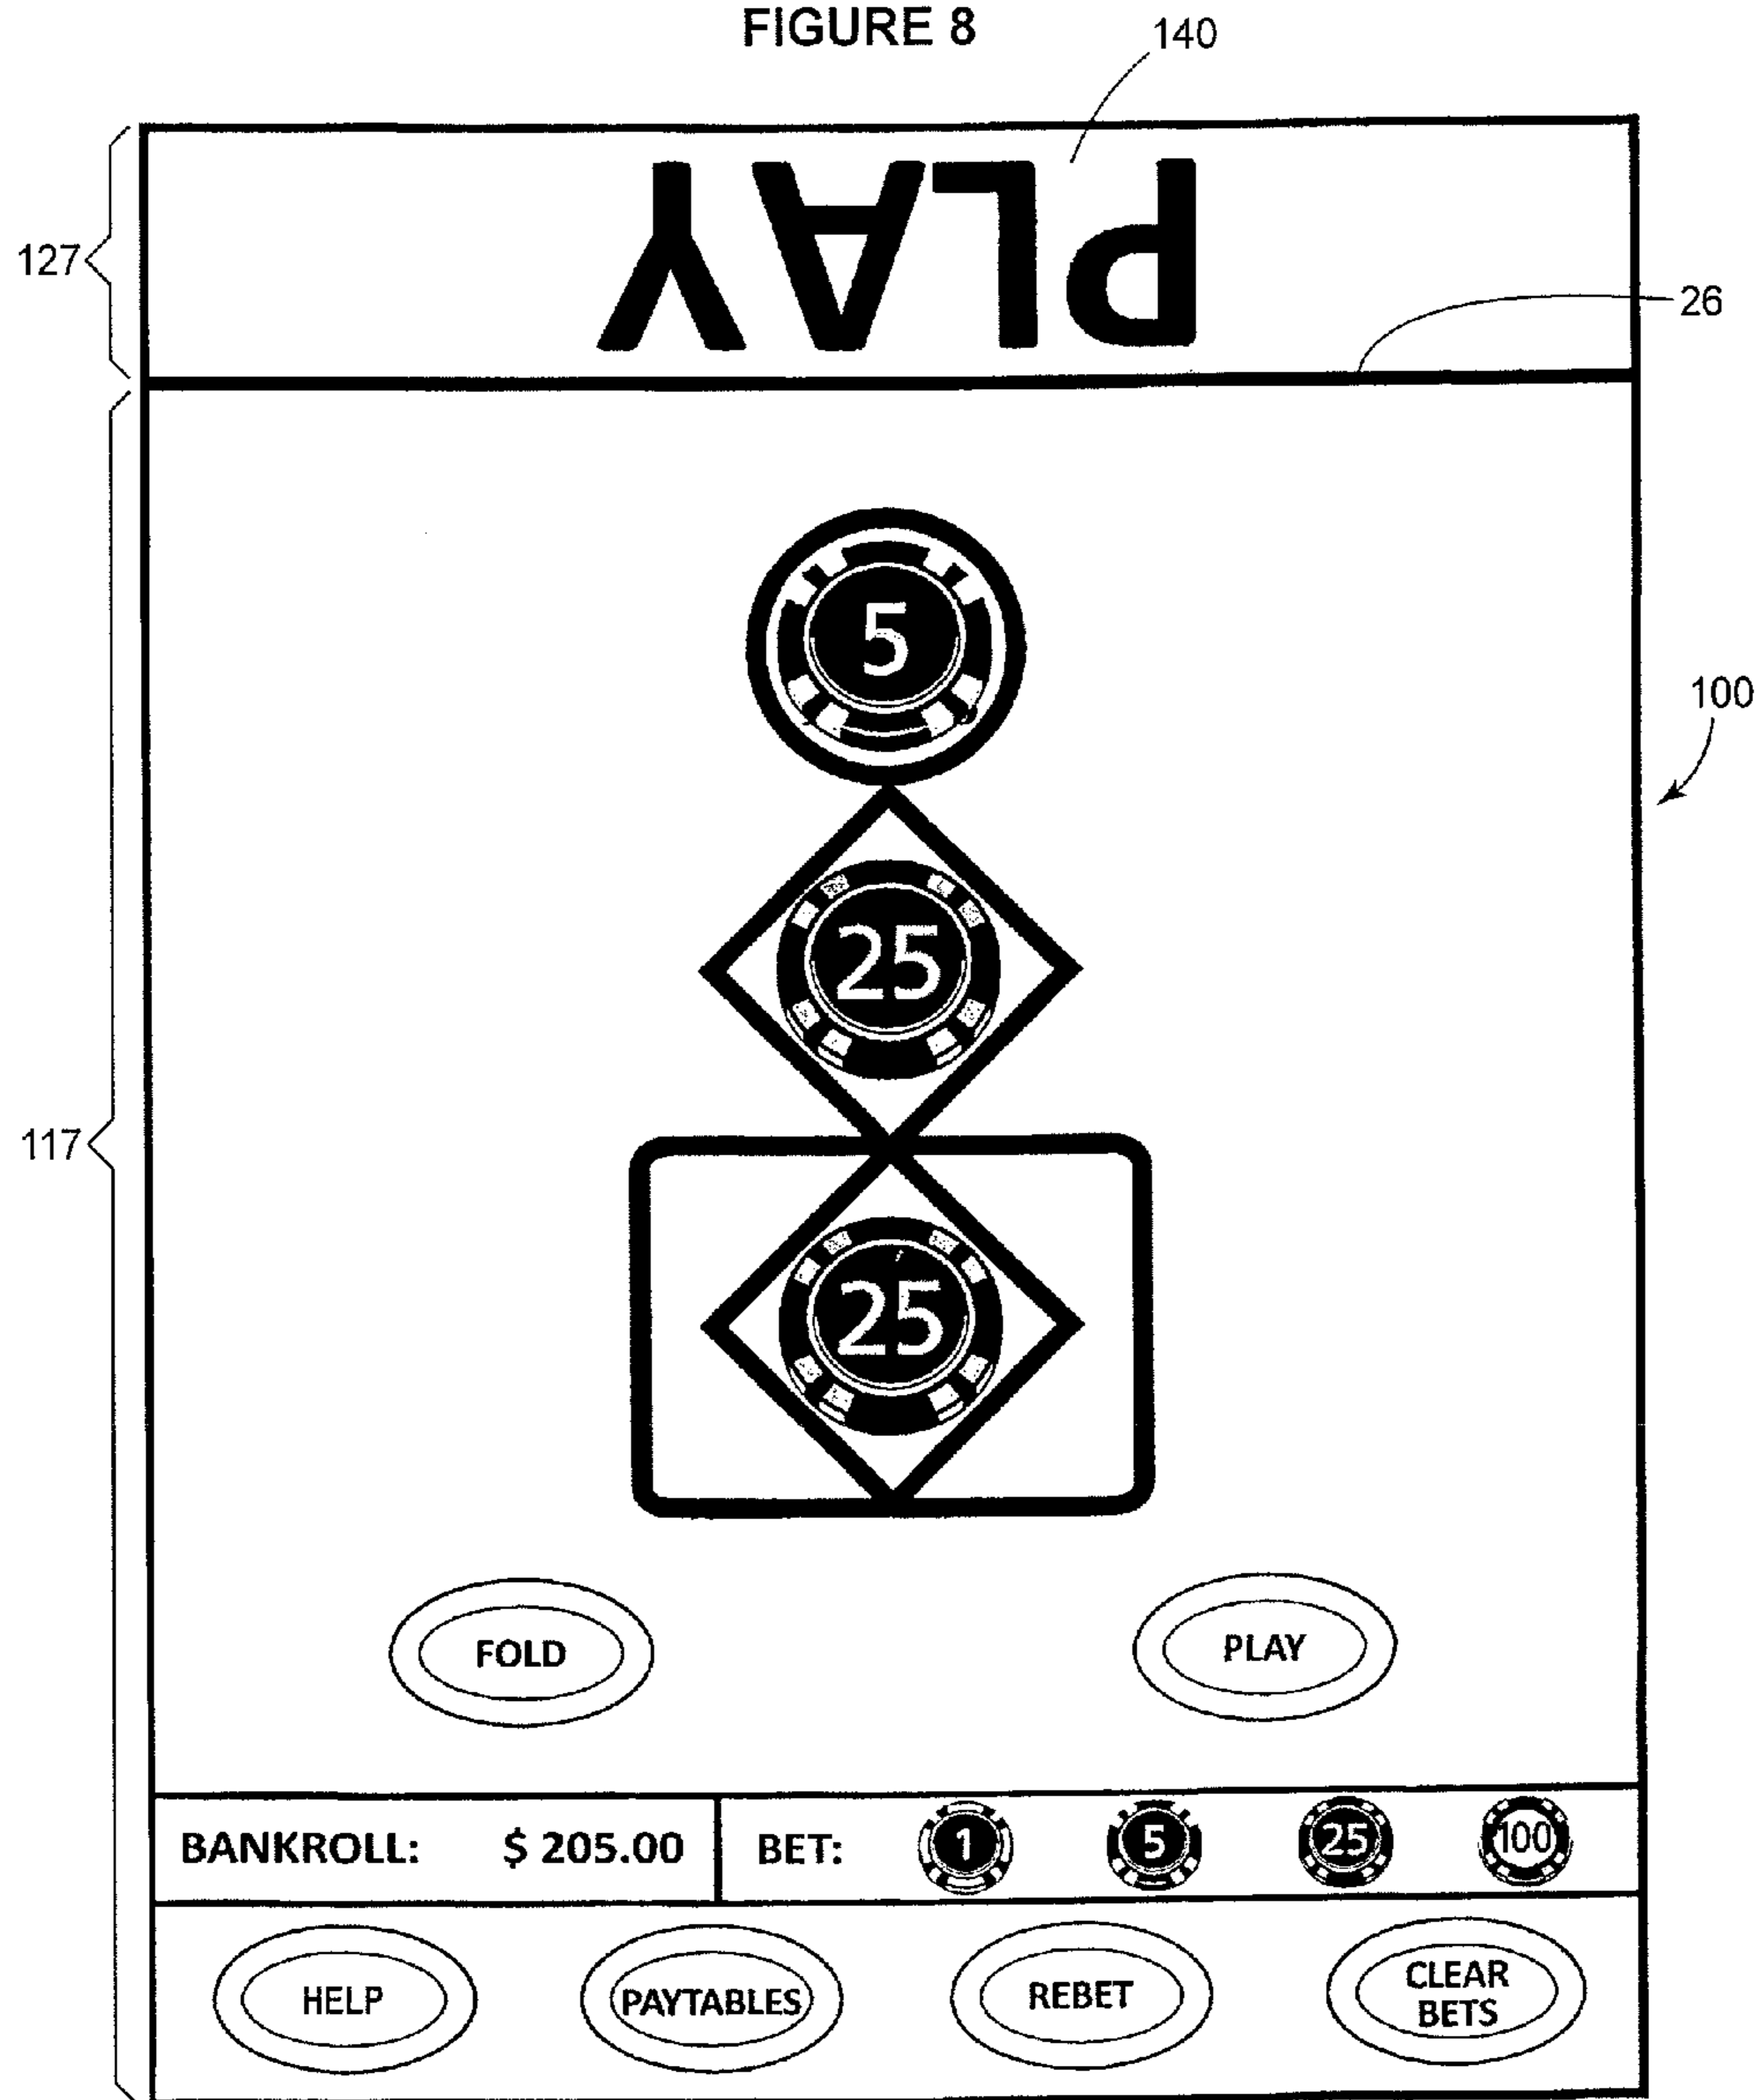 FIGURE 8
140
PLAY
127
26
5
100
25
117
25
FOLD PLAY
BANKROLL: $ 205.00 BET: 1 5 25 100
HELP PAYTABLES REBET CLEAR BETS